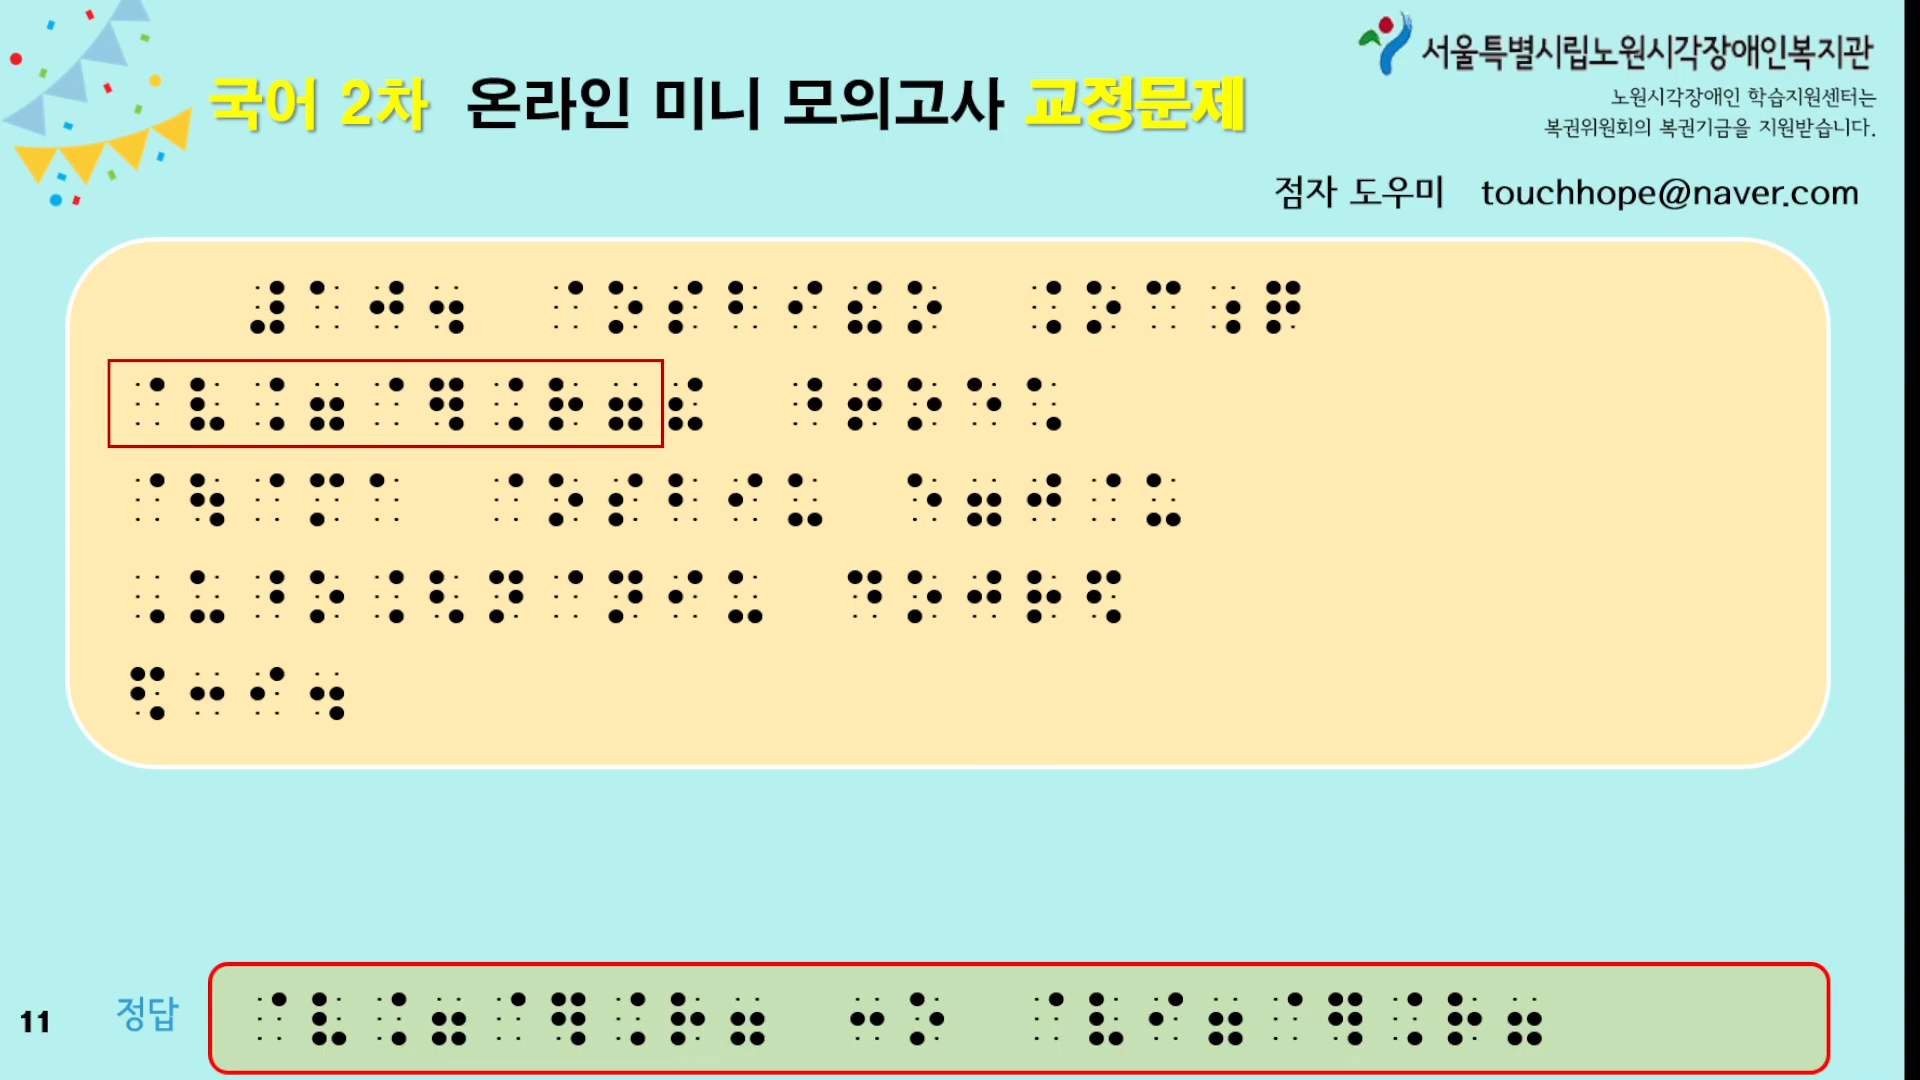 국어 2차 온라인 미니 모의고사 교정문제
서울특별시립노원시각장애인복지관
노원시각장애인 학습지원센터는
복권위원회의 복권기금을 지원받습니다.
점자 도우미 touchhope@naver.com
⠼⠁⠚⠲ ⠈⠕⠎⠃⠊⠮⠕ ⠨⠕⠉⠰⠟
⠈⠧⠨⠶⠈⠻⠨⠗⠶⠮ ⠘⠞⠕⠑⠡
⠈⠳⠈⠍⠁ ⠈⠕⠎⠃⠊⠥ ⠑⠶⠚⠈⠥
⠠⠥⠘⠕⠨⠣⠝⠈⠝⠊⠥ ⠙⠕⠚⠗⠫
⠫⠒⠊⠲
11 정답 ⠈⠧⠨⠶⠈⠻⠨⠗⠶ ⠒⠕ ⠈⠧⠊⠶⠈⠻⠨⠗⠶